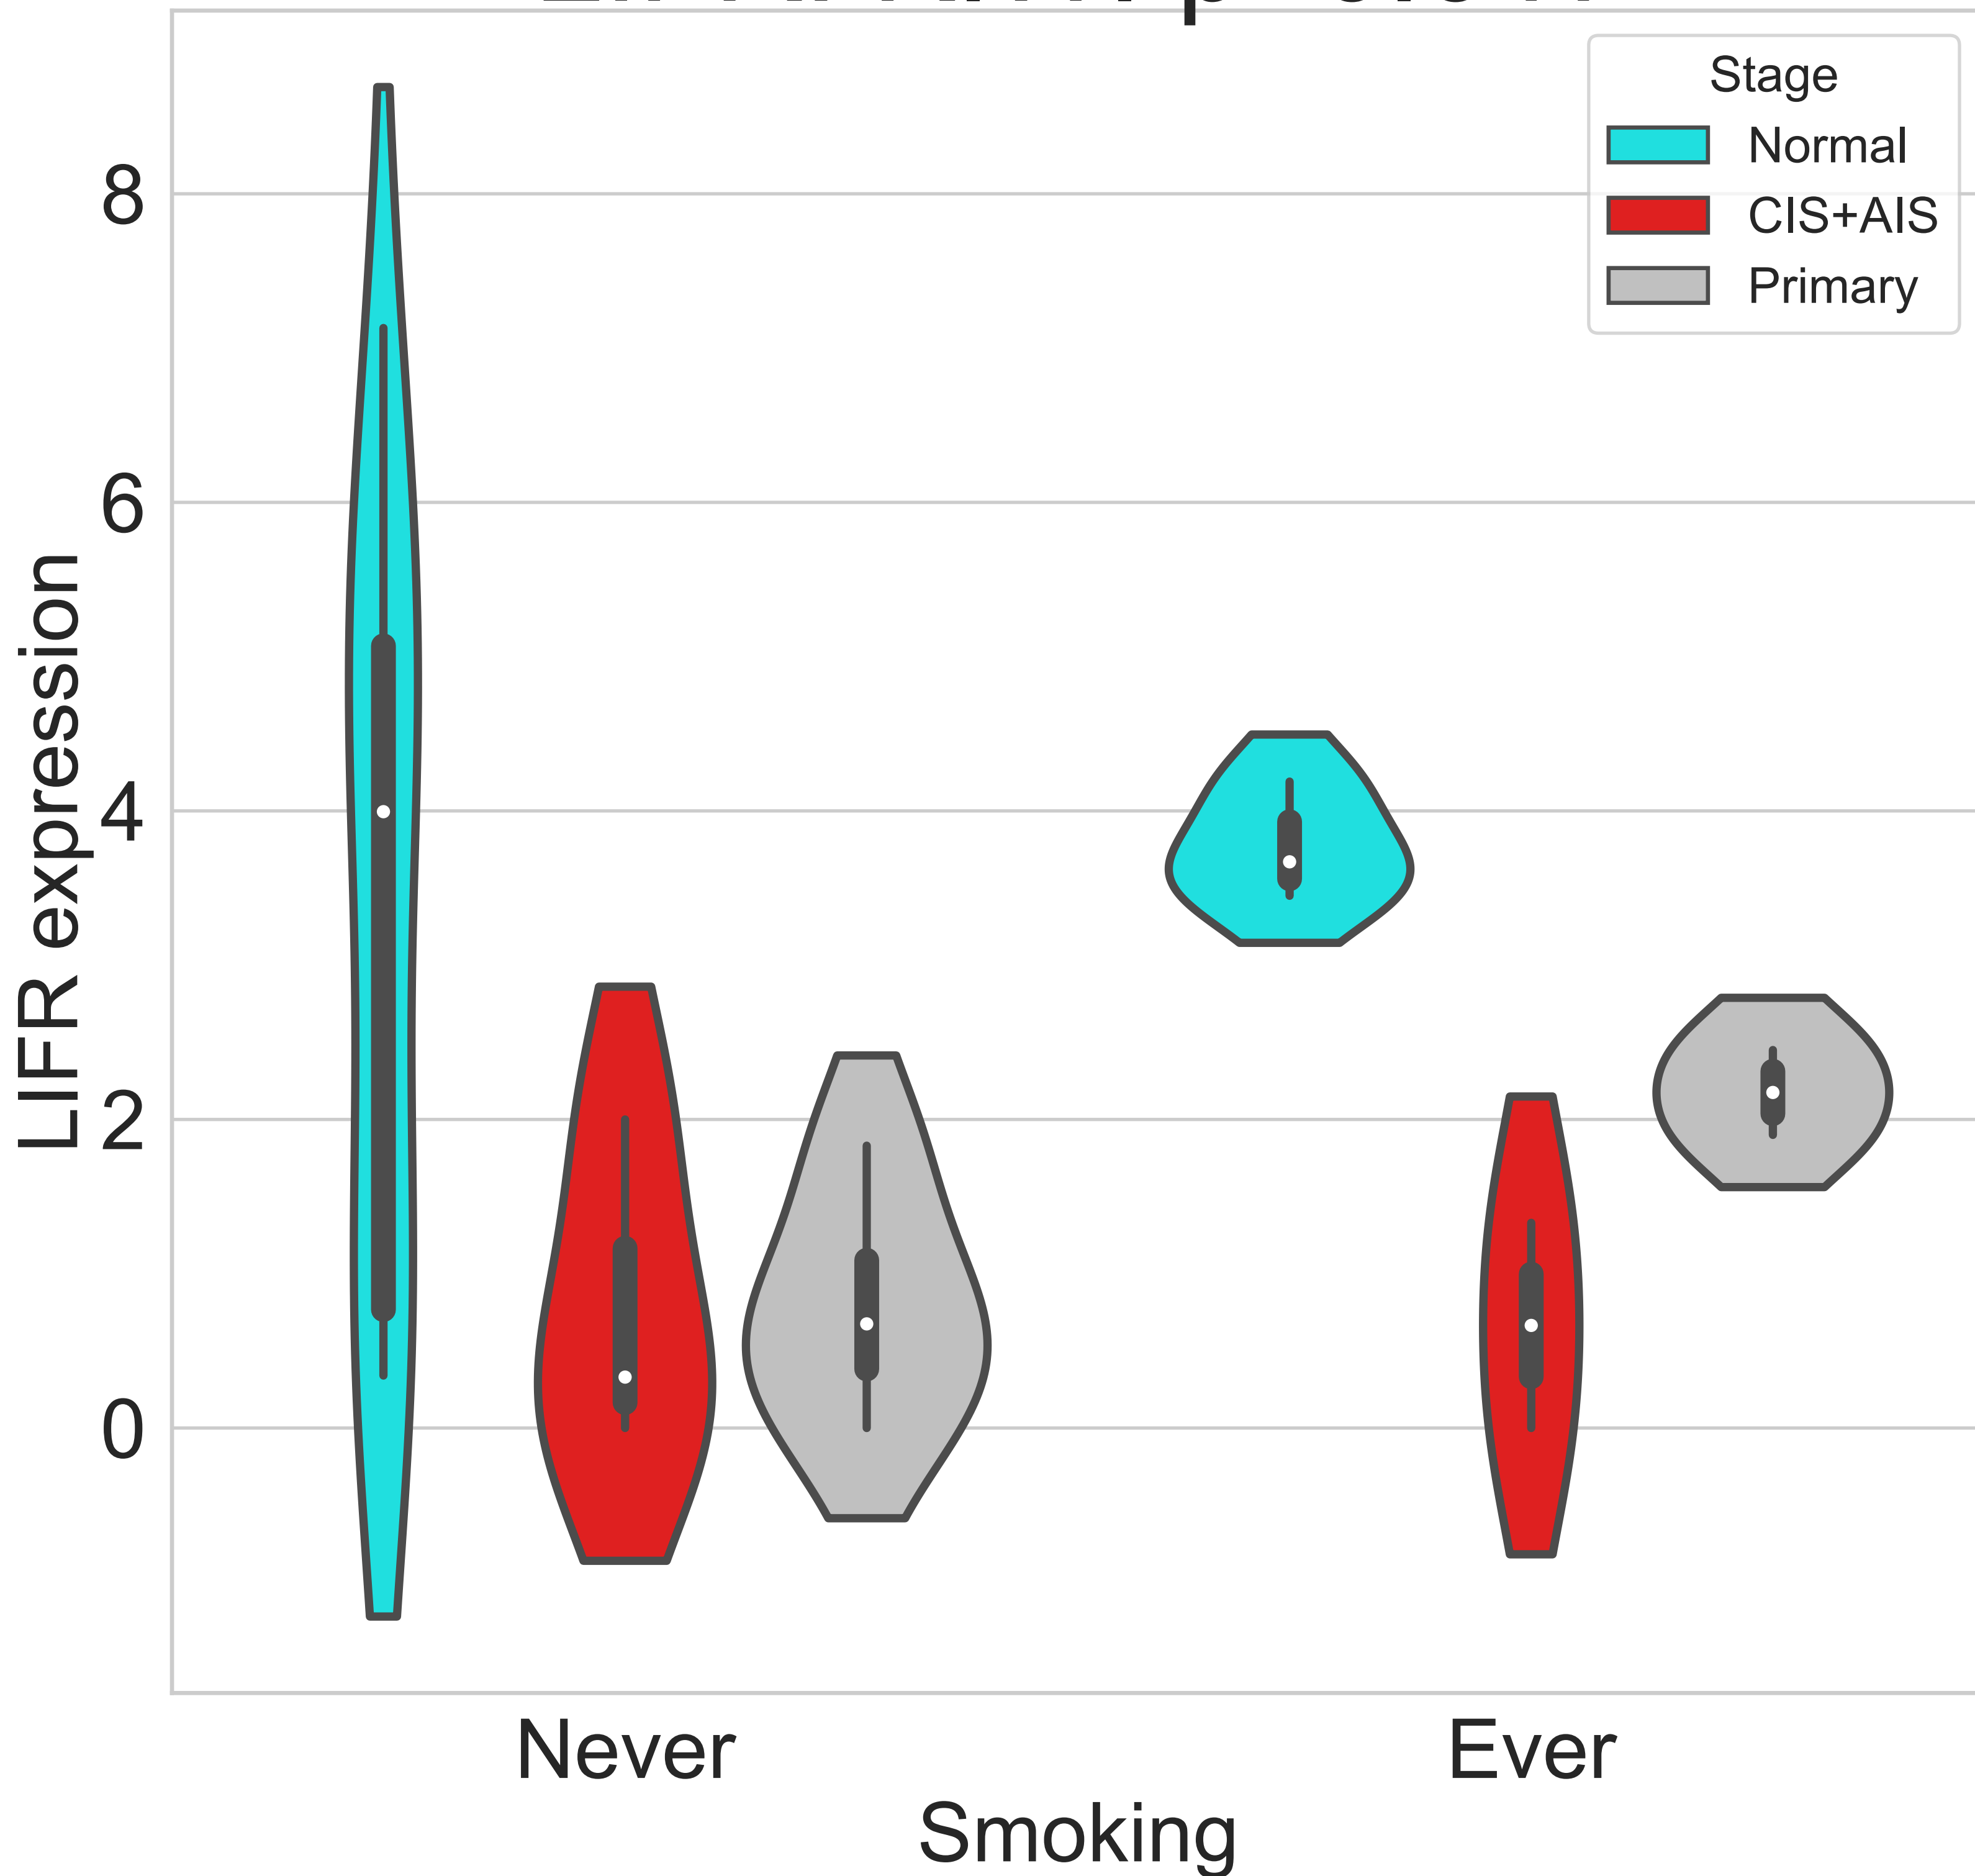 Stage
Normal
CIS+AIS
Primary
8
6
4
2
0
LIFR expression
Never
Ever
Smoking